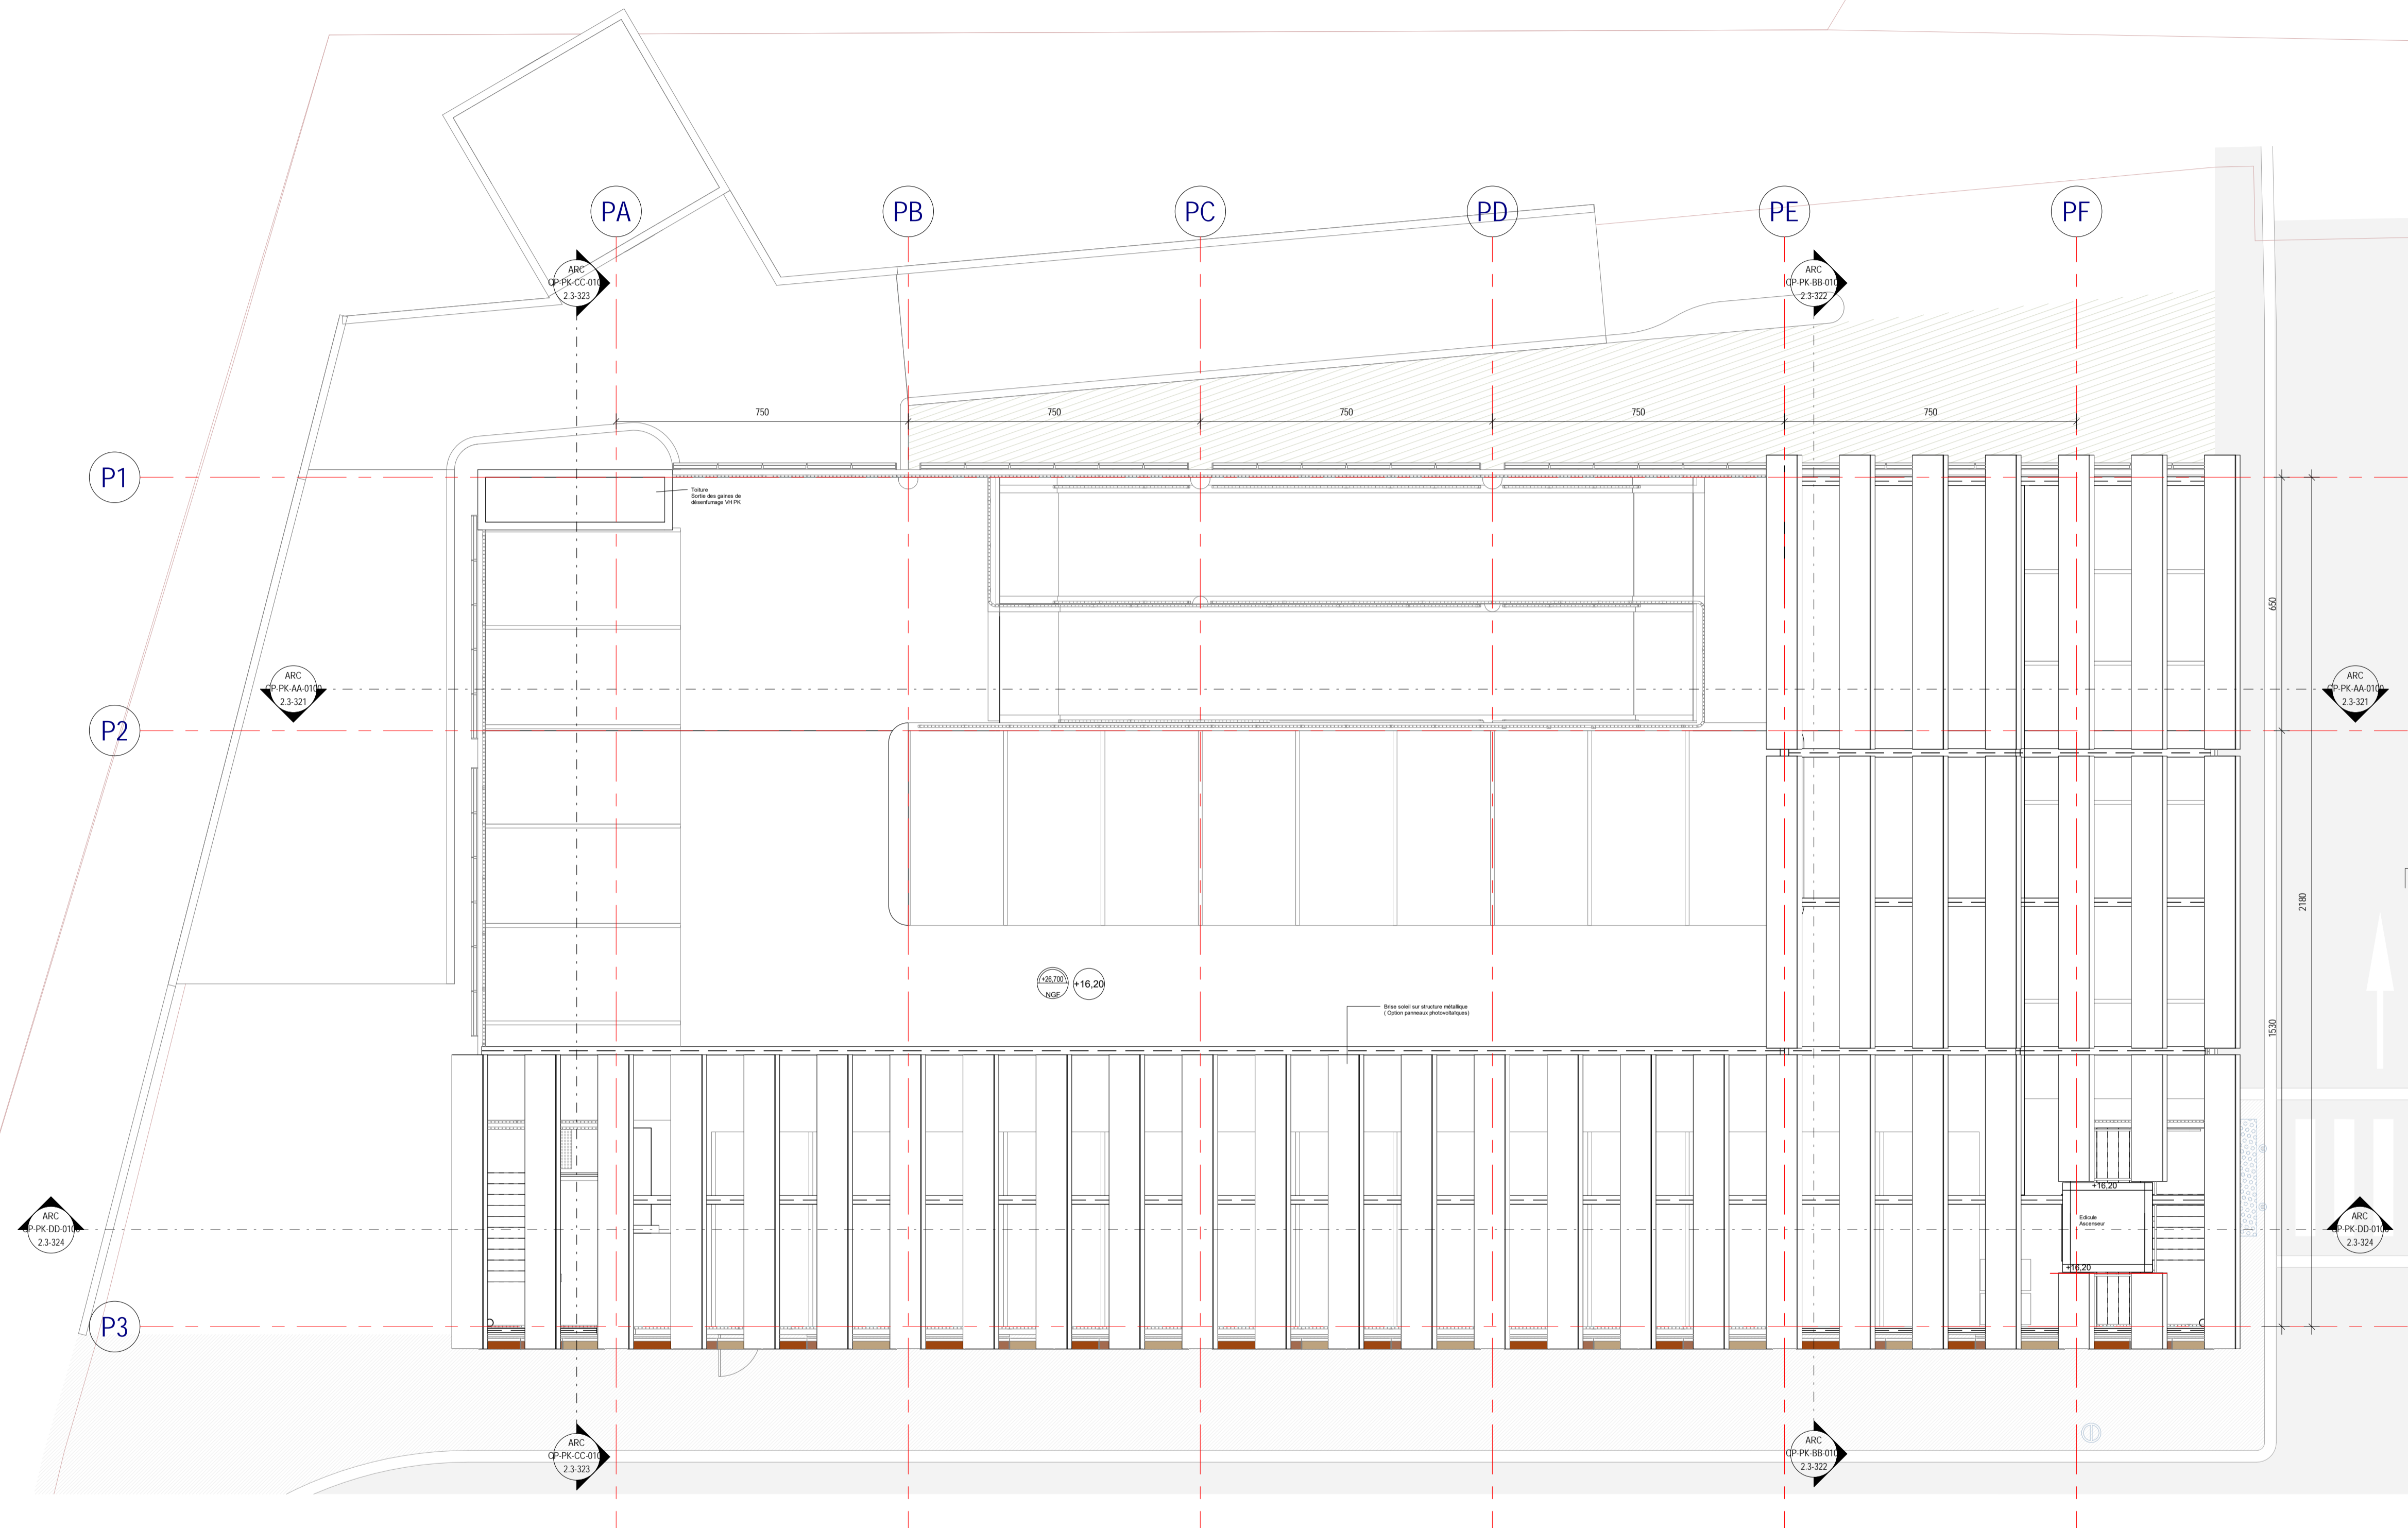 PA
PB
PC
PD
PE
PF
ARC
CP-PK-CC-010
2.3-323
ARC
CP-PK-BB-010
2.3-322
750
750
750
750
750
P1
Toiture
Sortie des gaines de
désenfumage VH PK
650
ARC
CP-PK-AA-0100
2.3-321
ARC
CP-PK-AA-0100
2.3-321
P2
2180
+26,700
NGF
+16,20
Brise soleil sur structure métallique
( Option panneaux photovoltaïques)
1530
+16,20
ARC
CP-PK-DD-0100
2.3-324
Edicule
Ascenseur
ARC
CP-PK-DD-0100
2.3-324
+16,20
P3
ARC
CP-PK-CC-010
2.3-323
ARC
CP-PK-BB-010
2.3-322